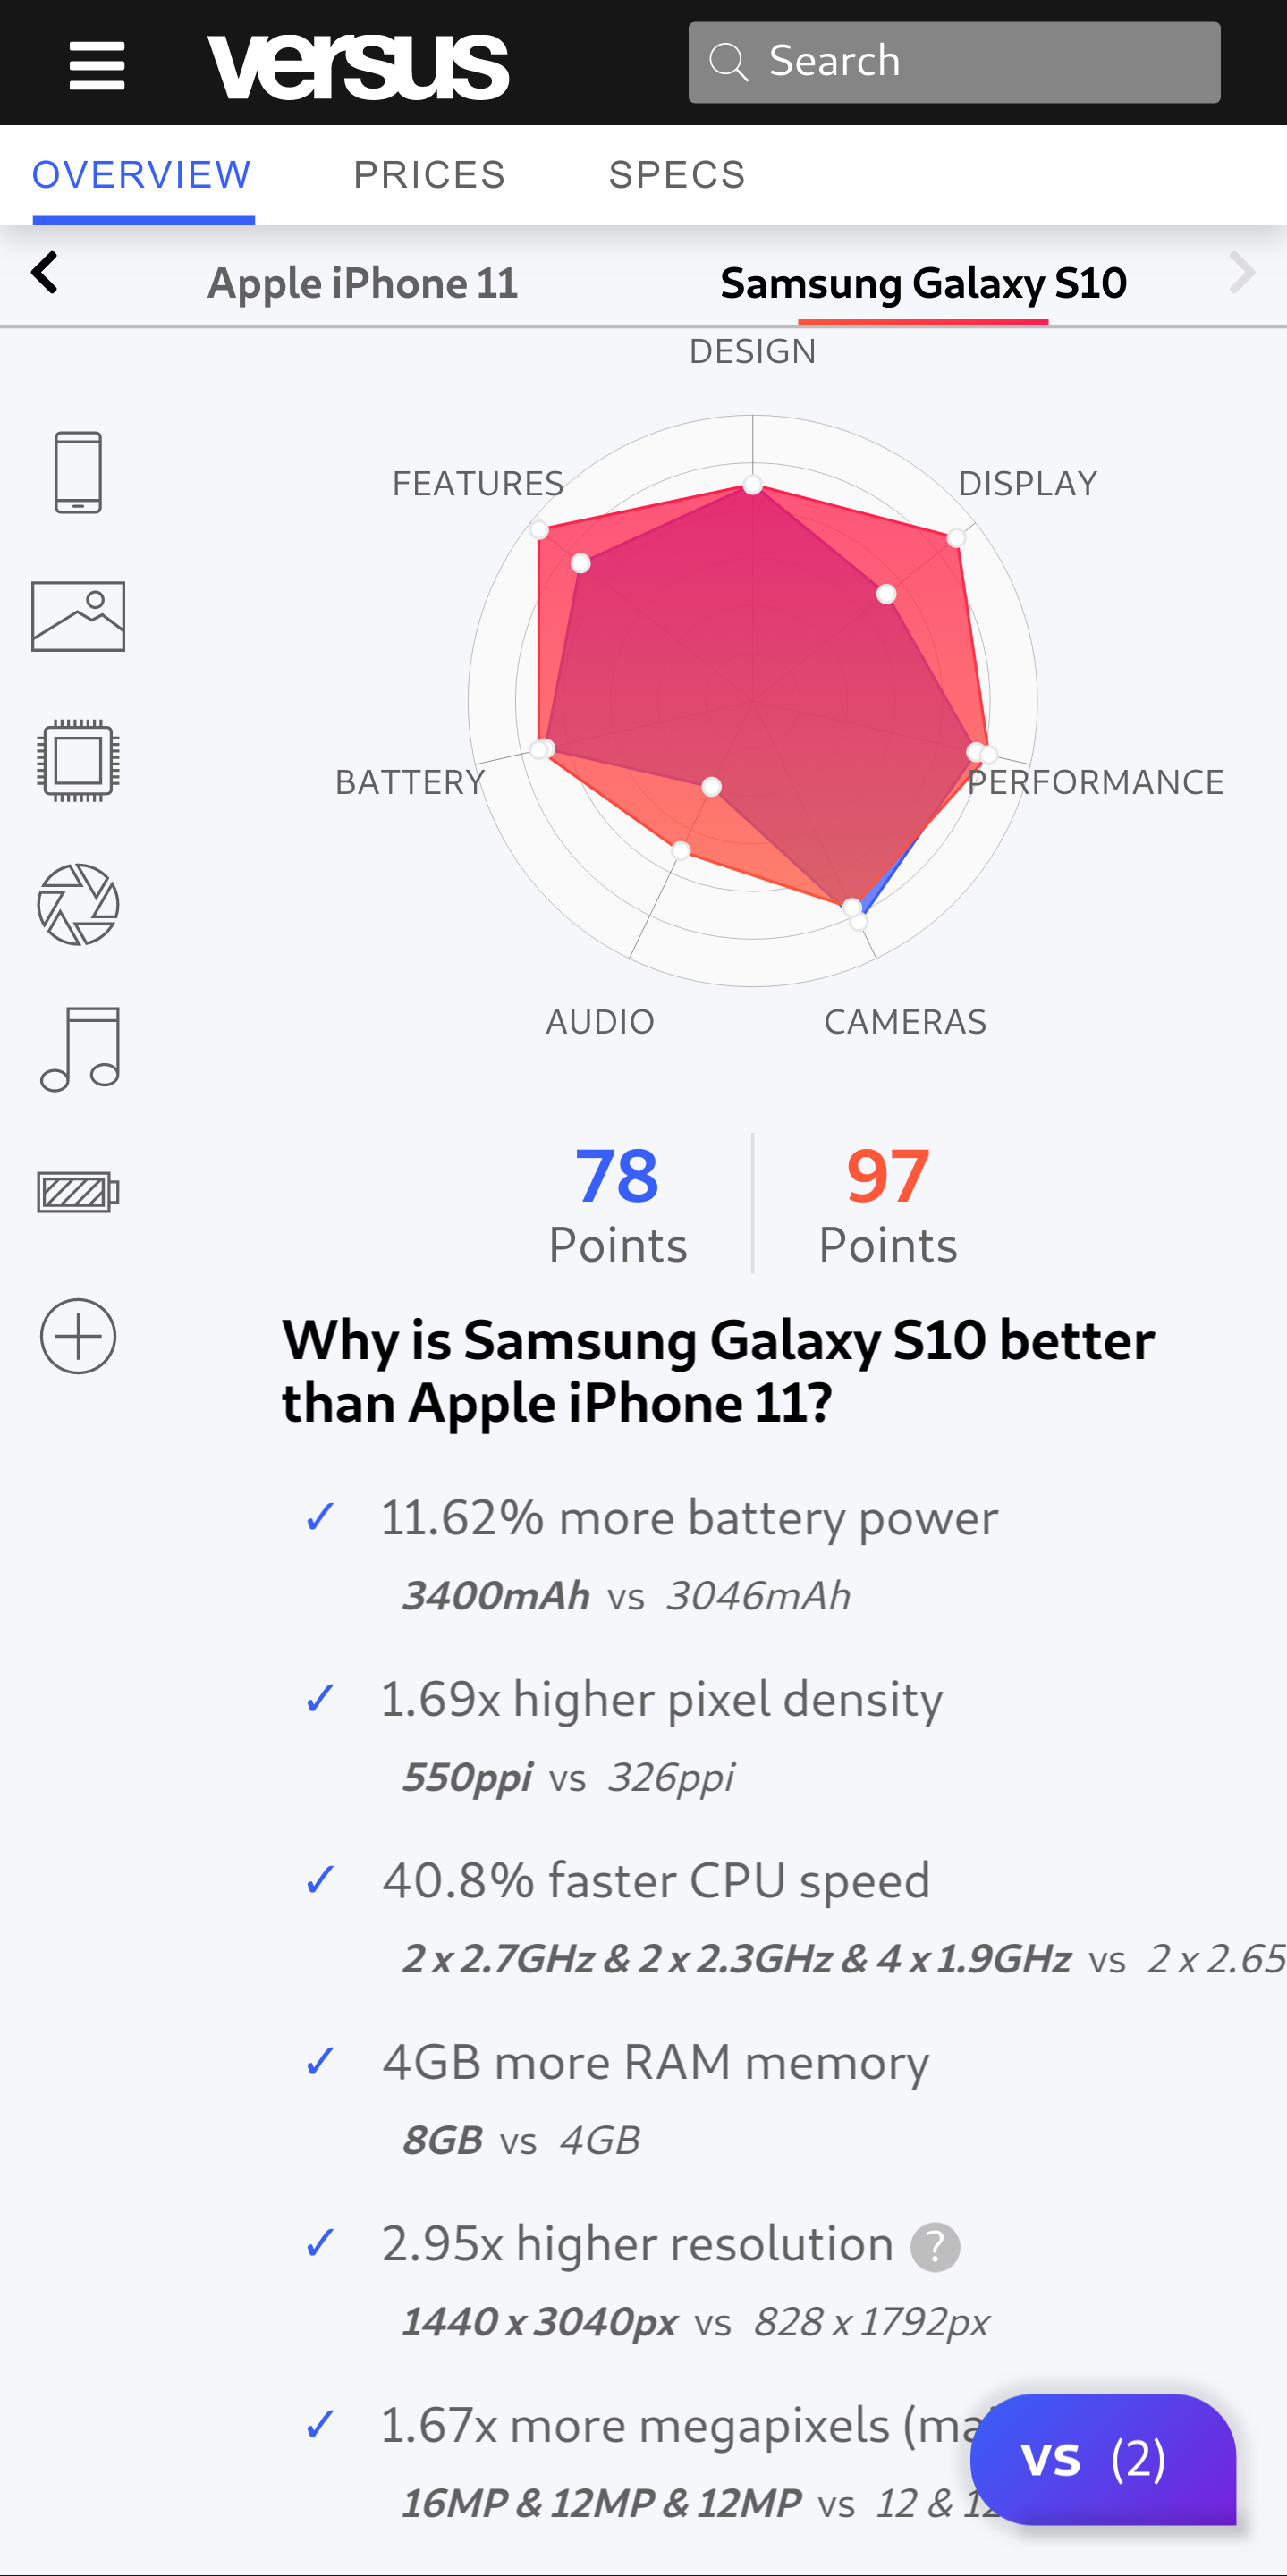 versus
Search
OVERVIEW PRICES SPECS
Apple iPhone 11 Samsung Galaxy S10
DESIGN
FEATURES DISPLAY
BATTERY PERFORMANCE
AUDIO CAMERAS
78 97
Points Points
Why is Samsung Galaxy S10 better
than Apple iPhone 11?
✓ 11.62% more battery power
3400mAh vs 3046mAh
✓ 1.69x higher pixel density
550ppi vs 326ppi
✓ 40.8% faster CPU speed
2 x 2.7GHz & 2 x 2.3GHz & 4 x 1.9GHz vs 2 x 2.65
✓ 4GB more RAM memory
8GB vs 4GB
✓ 2.95x higher resolution ?
1440 x 3040px vs 828 x 1792px
✓ 1.67x more megapixels
16MP & 12MP & 12MP vs 12 &
vs (2)